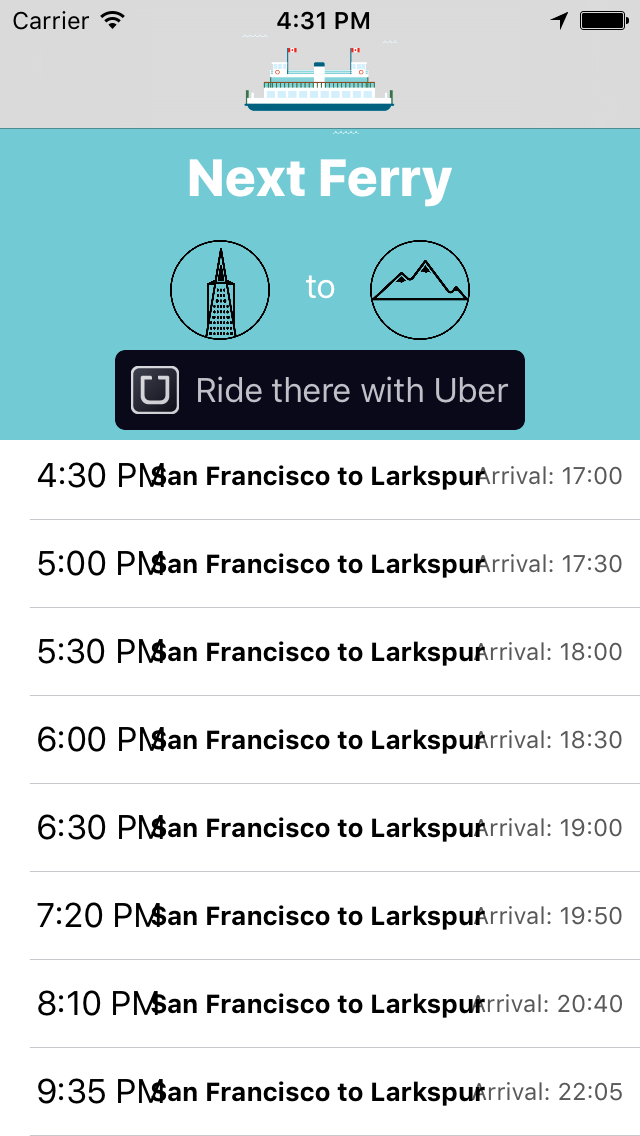 Carrier 4:31 PM
Next Ferry
to
Ride there with Uber
4:30 PM San Francisco to Larkspur Arrival: 17:00
5:00 PM San Francisco to Larkspur Arrival: 17:30
5:30 PM San Francisco to Larkspur Arrival: 18:00
6:00 PM San Francisco to Larkspur Arrival: 18:30
6:30 PM San Francisco to Larkspur Arrival: 19:00
7:20 PM San Francisco to Larkspur Arrival: 19:50
8:10 PM San Francisco to Larkspur Arrival: 20:40
9:35 PM San Francisco to Larkspur Arrival: 22:05